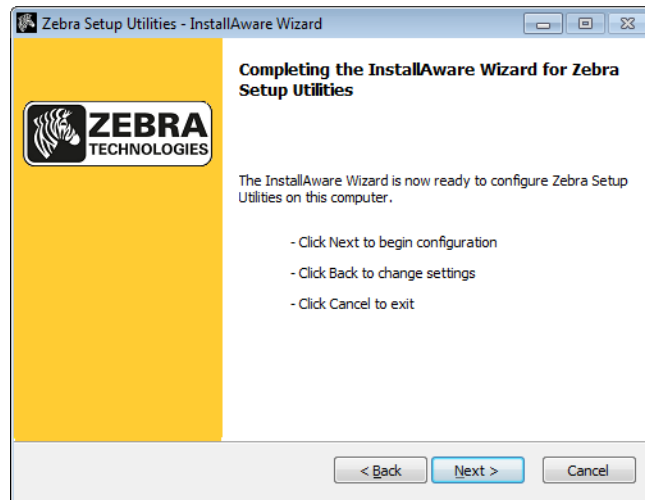 Zebra Setup Utilities - InstallAware Wizard
Completing the InstallAware Wizard for Zebra
Setup Utilities
ZEBRA
TECHNOLOGIES
The InstallAware Wizard is now ready to configure Zebra Setup
Utilities on this computer.
- Click Next to begin configuration
- Click Back to change settings
- Click Cancel to exit
< Back
Next >
Cancel